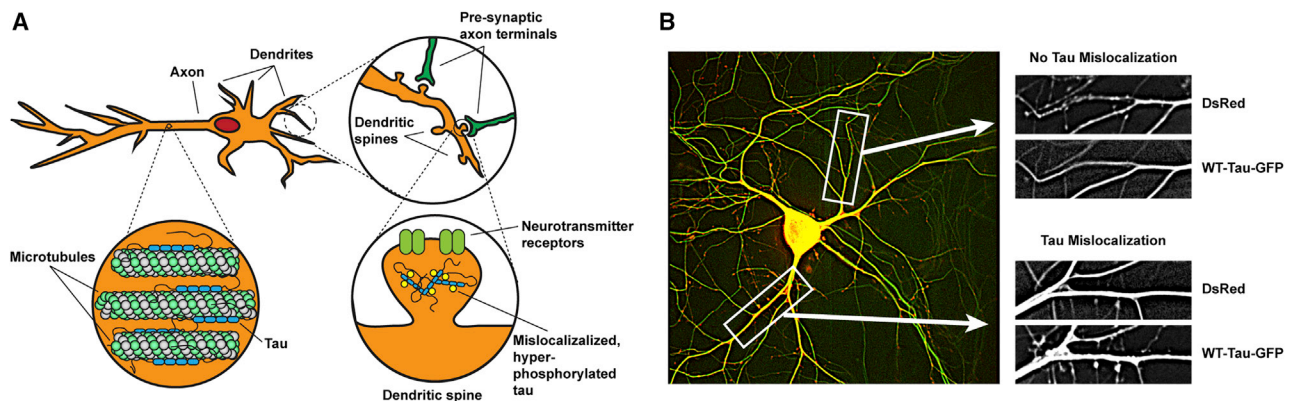 A
Pre-synaptic
axon terminals
Dendrites
Axon
Dendritic
spines
Microtubules
Tau
Neurotransmitter
receptors
Mislocalizalized,
hyper-
phosphorylated
tau
Dendritic spine
B
No Tau Mislocalization
DsRed
WT-Tau-GFP
Tau Mislocalization
DsRed
WT-Tau-GFP